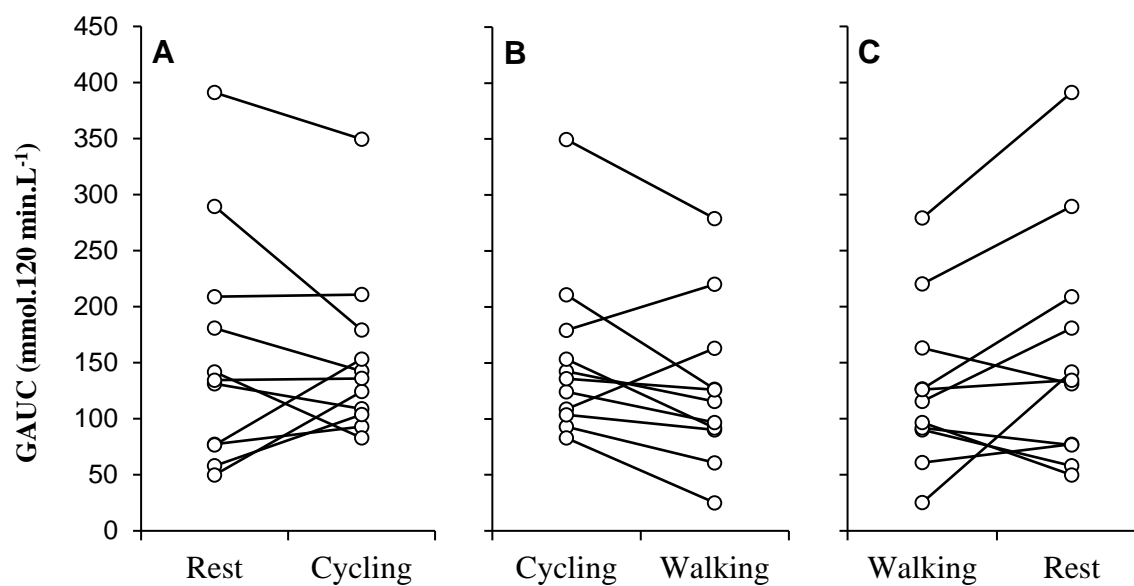 A
B
C
GAUC (mmol.120 min.L-1)
450
400
350
300
250
200
150
100
50
0
Rest Cycling
Cycling Walking
Walking Rest